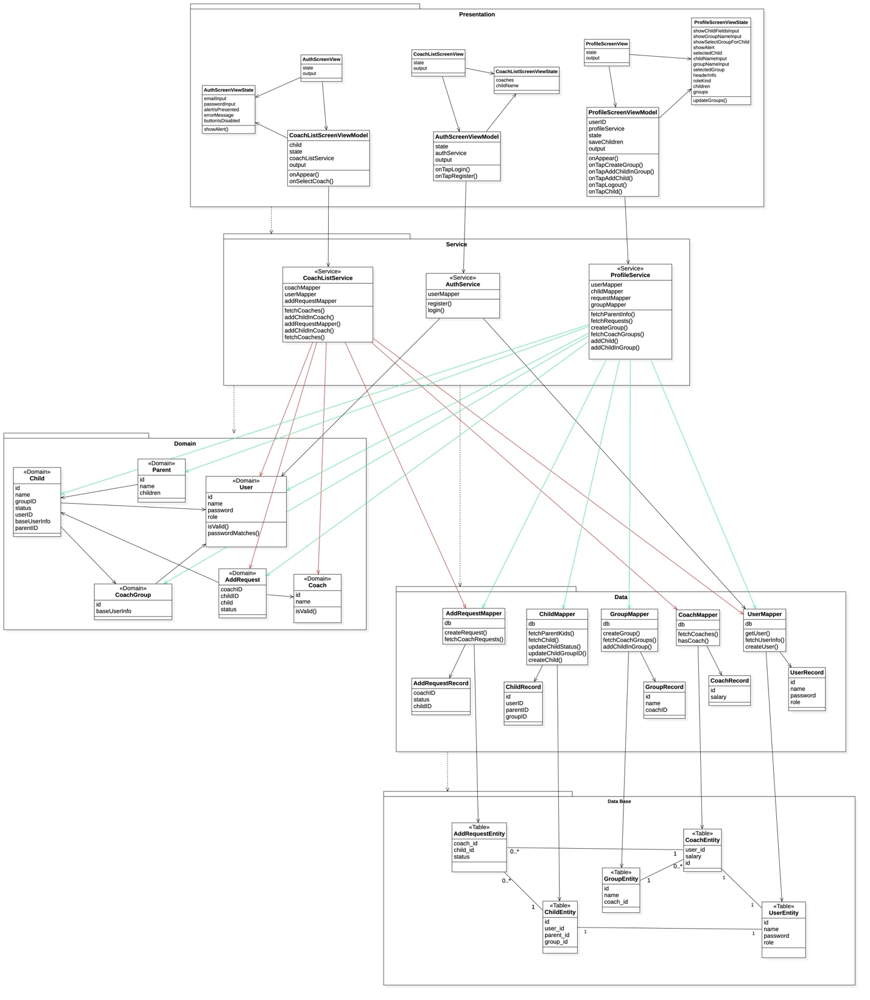 Presentation
AuthScreenView
state
output
AuthScreenViewState
emailInput
passwordInput
alertIsPresented
errorMessage
buttonIsDisabled
showAlert()
CoachListScreenViewModel
child
state
coachListService
output
onAppear()
onSelectCoach()
CoachListScreenView
state
output
CoachListScreenViewState
coaches
childName
AuthScreenViewModel
state
authService
output
onTapLogin()
onTapRegister()
ProfileScreenView
state
output
ProfileScreenViewState
showChildFieldsInput
showGroupNameInput
showSelectGroupForChild
showAlert
selectedChild
childNameInput
groupNameInput
selectedGroup
headerInfo
roleKind
children
groups
updateGroups()
ProfileScreenViewModel
userID
profileService
state
saveChildren
output
onAppear()
onTapCreateGroup()
onTapAddChildInGroup()
onTapAddChild()
onTapLogout()
onTapChild()
Service
«Service»
CoachListService
coachMapper
userMapper
addRequestMapper
fetchCoaches()
addChildInCoach()
addRequestMapper()
addChildInCoach()
fetchCoaches()
«Service»
AuthService
userMapper
register()
login()
«Service»
ProfileService
userMapper
childMapper
requestMapper
groupMapper
fetchParentInfo()
fetchRequests()
createGroup()
fetchCoachGroups()
addChild()
addChildInGroup()
Domain
«Domain»
Child
id
name
groupID
status
userID
baseUserInfo
parentID
«Domain»
Parent
id
name
children
«Domain»
User
id
name
password
role
isValid()
passwordMatches()
«Domain»
CoachGroup
id
baseUserInfo
«Domain»
AddRequest
coachID
childID
child
status
«Domain»
Coach
id
name
isValid()
Data
AddRequestMapper
db
createRequest()
fetchCoachRequests()
ChildMapper
db
fetchParentKids()
fetchChild()
updateChildStatus()
updateChildGroupID()
createChild()
GroupMapper
db
createGroup()
fetchCoachGroups()
addChildInGroup()
CoachMapper
db
fetchCoaches()
hasCoach()
UserMapper
db
getUser()
fetchUserInfo()
createUser()
AddRequestRecord
coachID
status
childID
ChildRecord
id
userID
parentID
groupID
GroupRecord
id
name
coachID
CoachRecord
id
salary
UserRecord
id
name
password
role
Data Base
«Table»
AddRequestEntity
coach_id
child_id
status
0..*
1
0..*
1
«Table»
CoachEntity
user_id
salary
id
0..*
1
«Table»
GroupEntity
id
name
coach_id
1
1
«Table»
ChildEntity
id
user_id
parent_id
group_id
1
1
«Table»
UserEntity
id
name
password
role